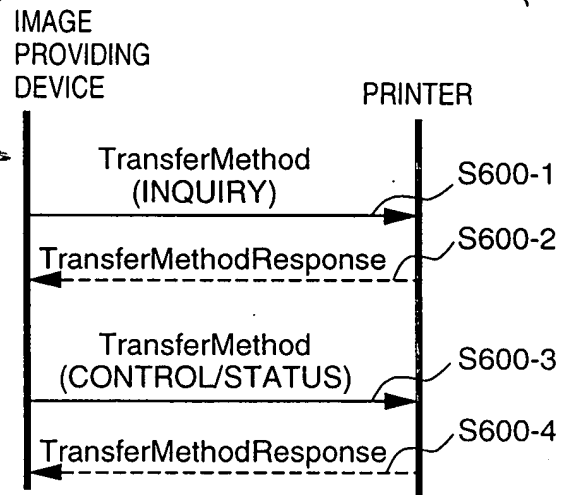 IMAGE
PROVIDING
DEVICE
PRINTER
TransferMethod
(INQUIRY)
S600-1
S600-2
TransferMethodResponse
TransferMethod
(CONTROL/STATUS)
S600-3
S600-4
TransferMethodResponse